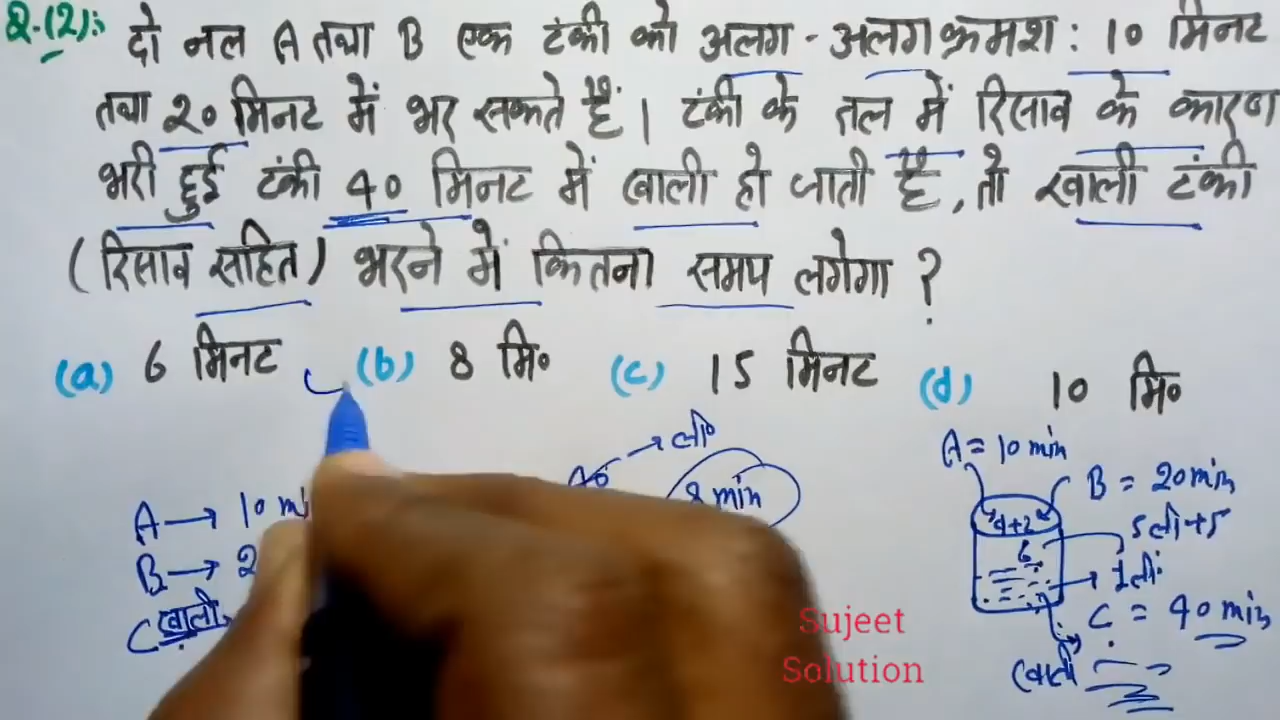 Q.(2):
दो नल A तथा B एक टंकी को अलग - अलग क्रमश: 10 मिनट
तथा 20 मिनट में भर सकते हैं। टंकी के तल में रिसाव के कारण
भरी हुई टंकी 40 मिनट में खाली हो जाती है, तो खाली टंकी
(रिसाव सहित) भरने में कितना समय लगेगा ?
(a) 6 मिनट (b) 8 मि० (c) 15 मिनट (d) 10 मि०
A → 10
B → 2
C खाली
→ ली०
8 min
A = 10 min
B = 20 min
4+2
6
5 ली + 5
→ 1 ली०
C = 40 min
खाली
Sujeet
Solution